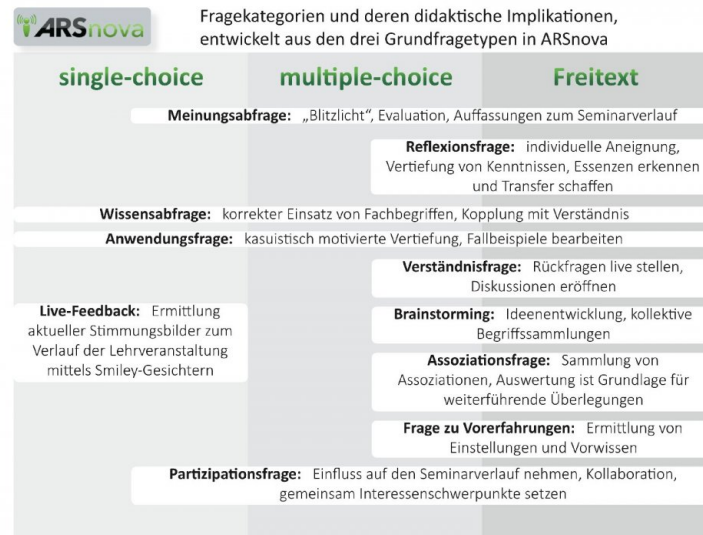 ARSnova
Fragekategorien und deren didaktische Implikationen,
entwickelt aus den drei Grundfragetypen in ARSnova
single-choice
multiple-choice
Freitext
Meinungsabfrage: „Blitzlicht“, Evaluation, Auffassungen zum Seminarverlauf
Reflexionsfrage: individuelle Aneignung,
Vertiefung von Kenntnissen, Essenzen erkennen
und Transfer schaffen
Wissensabfrage: korrekter Einsatz von Fachbegriffen, Kopplung mit Verständnis
Anwendungsfrage: kasuistisch motivierte Vertiefung, Fallbeispiele bearbeiten
Verständnisfrage: Rückfragen live stellen,
Diskussionen eröffnen
Live-Feedback: Ermittlung
aktueller Stimmungsbilder zum
Verlauf der Lehrveranstaltung
mittels Smiley-Gesichtern
Brainstorming: Ideenentwicklung, kollektive
Begriffssammlungen
Assoziationsfrage: Sammlung von
Assoziationen, Auswertung ist Grundlage für
weiterführende Überlegungen
Frage zu Vorerfahrungen: Ermittlung von
Einstellungen und Vorwissen
Partizipationsfrage: Einfluss auf den Seminarverlauf nehmen, Kollaboration,
gemeinsam Interessenschwerpunkte setzen